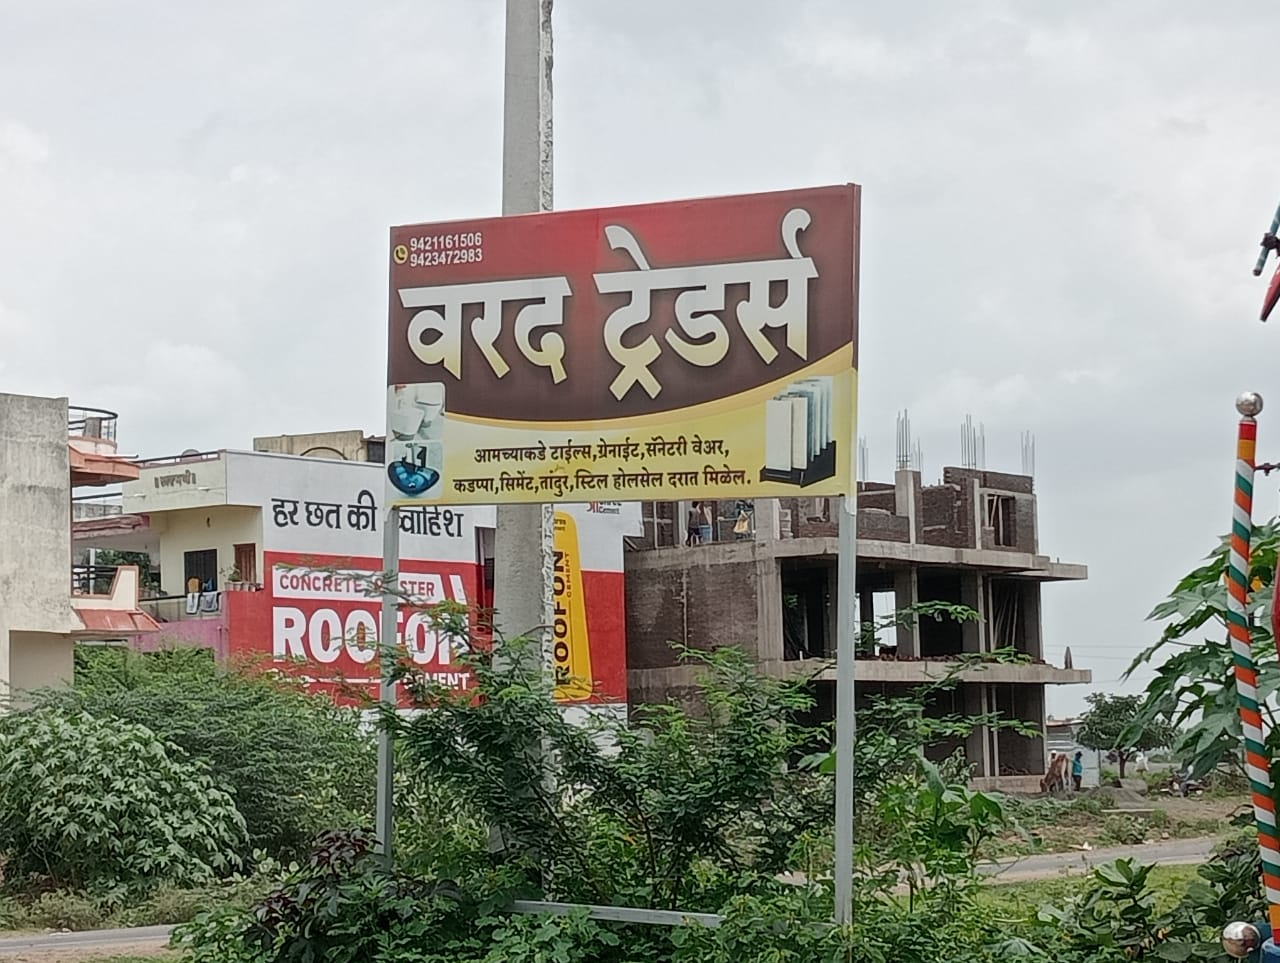 9421161506
9423472983
वरद ट्रेडर्स
आमच्याकडे टाईल्स,ग्रेनाईट,सॅनेटरी वेअर,
कडप्पा,सिमेंट,तादुर,स्टिल होलसेल दरात मिळेल.
हर छत की
CONCRETE
ROOFON
ROOFON
CEMENT